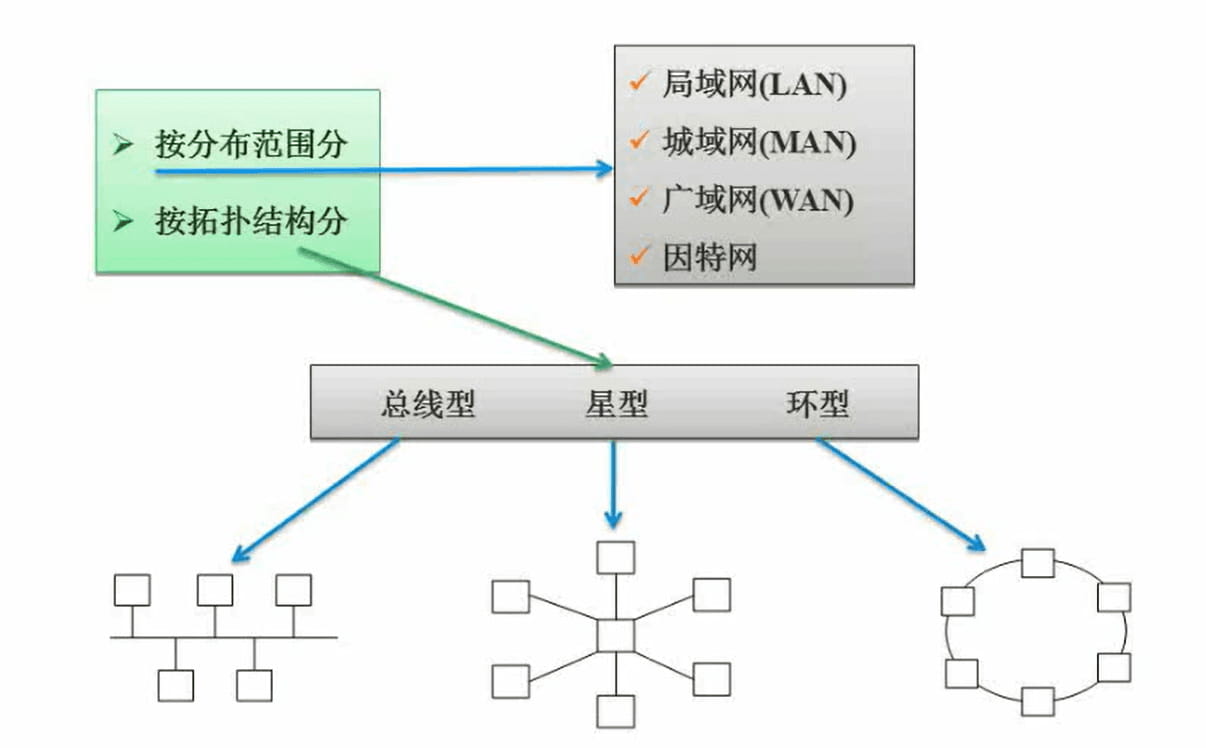 按分布范围分
按拓扑结构分
局域网(LAN)
城域网(MAN)
广域网(WAN)
因特网
总线型 星型 环型